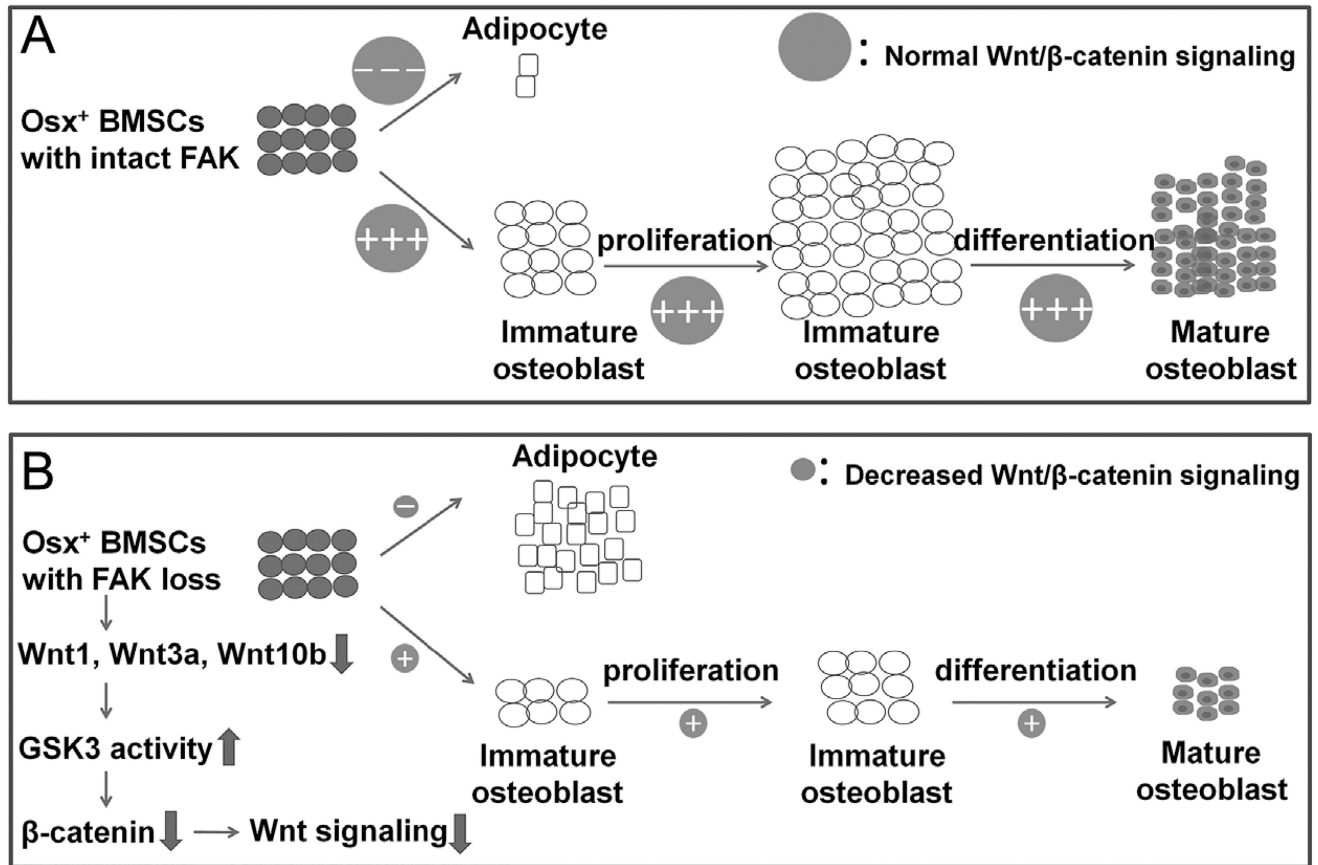 A
Adipocyte
: Normal Wnt/β-catenin signaling
− − −
Osx⁺ BMSCs
with intact FAK
+++
proliferation
differentiation
+++
+++
Immature
osteoblast
Immature
osteoblast
Mature
osteoblast
B
Adipocyte
: Decreased Wnt/β-catenin signaling
−
Osx⁺ BMSCs
with FAK loss
Wnt1, Wnt3a, Wnt10b
+
proliferation
differentiation
+
+
GSK3 activity
Immature
osteoblast
Immature
osteoblast
Mature
osteoblast
β-catenin
Wnt signaling